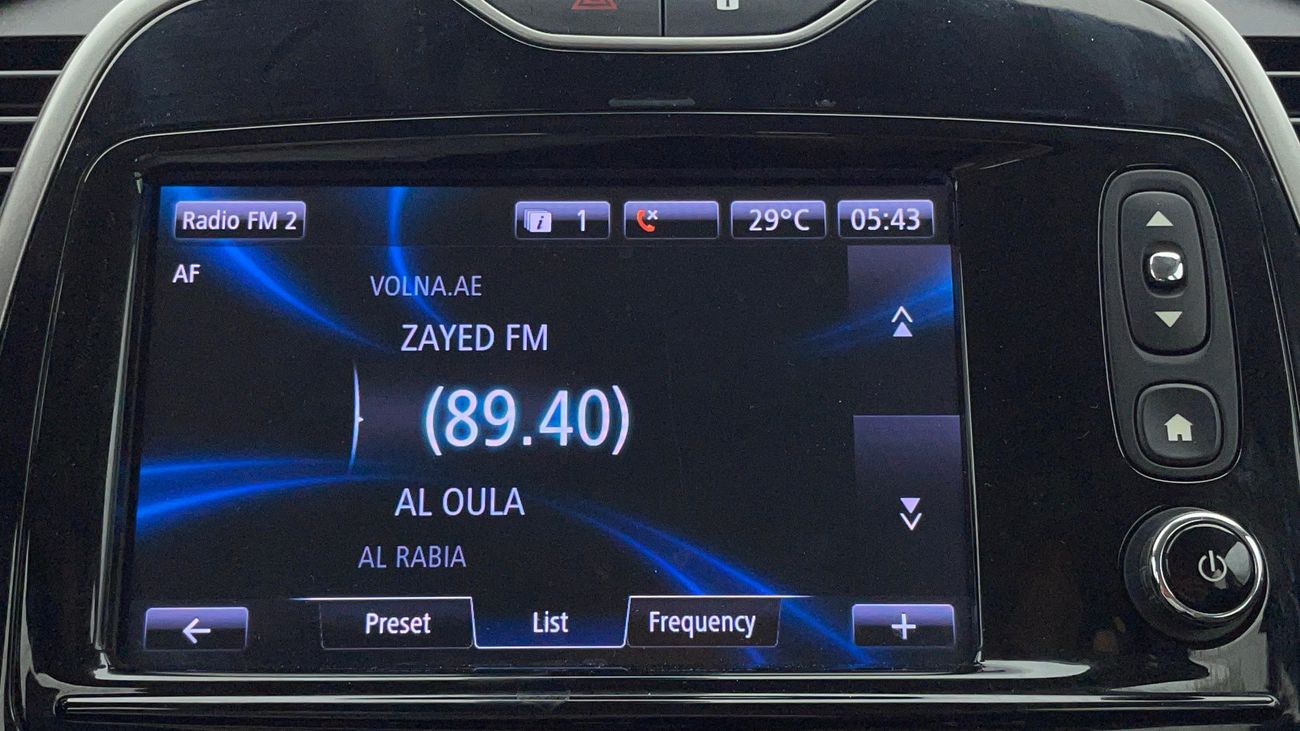 Radio FM 2 i 1 29°C 05:43
AF
VOLNA.AE
ZAYED FM
(89.40)
AL OULA
AL RABIA
Preset List Frequency +